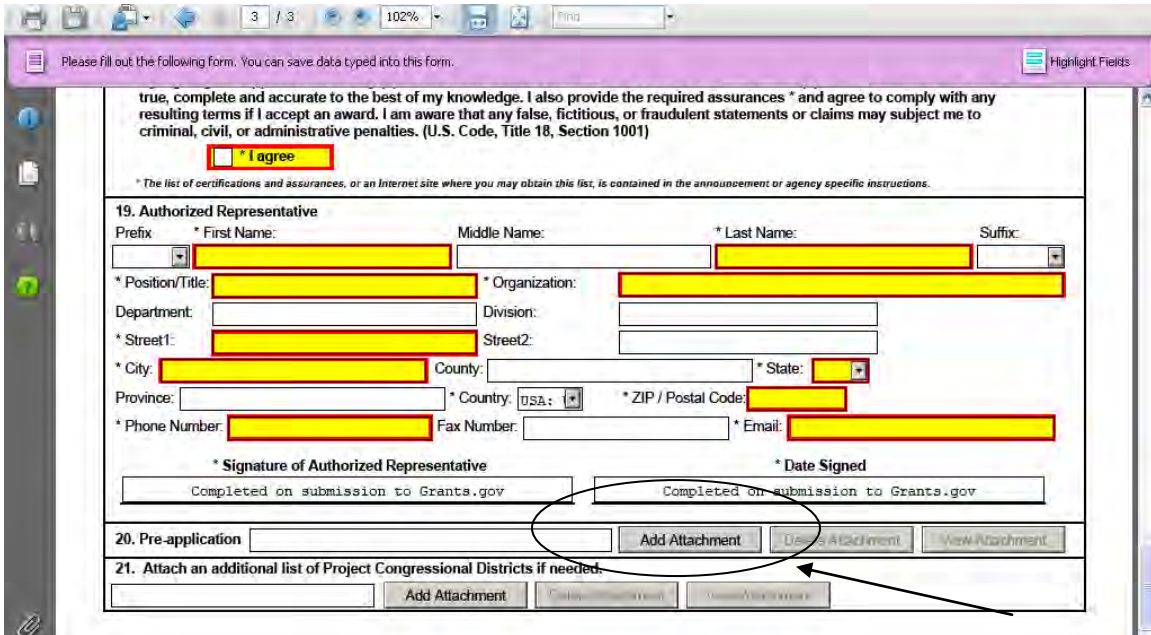 3 / 3 102% Find
Please fill out the following form. You can save data typed into this form. Highlight Fields
true, complete and accurate to the best of my knowledge. I also provide the required assurances * and agree to comply with any
resulting terms if I accept an award. I am aware that any false, fictitious, or fraudulent statements or claims may subject me to
criminal, civil, or administrative penalties. (U.S. Code, Title 18, Section 1001)
* I agree
* The list of certifications and assurances, or an Internet site where you may obtain this list, is contained in the announcement or agency specific instructions.
19. Authorized Representative
Prefix * First Name: Middle Name: * Last Name: Suffix:
* Position/Title: * Organization:
Department: Division:
* Street1: Street2:
* City: County: * State:
Province: * Country: USA: * ZIP / Postal Code:
* Phone Number: Fax Number: * Email:
* Signature of Authorized Representative * Date Signed
Completed on submission to Grants.gov Completed on submission to Grants.gov
20. Pre-application Add Attachment Delete Attachment View Attachment
21. Attach an additional list of Project Congressional Districts if needed.
Add Attachment Delete Attachment View Attachment